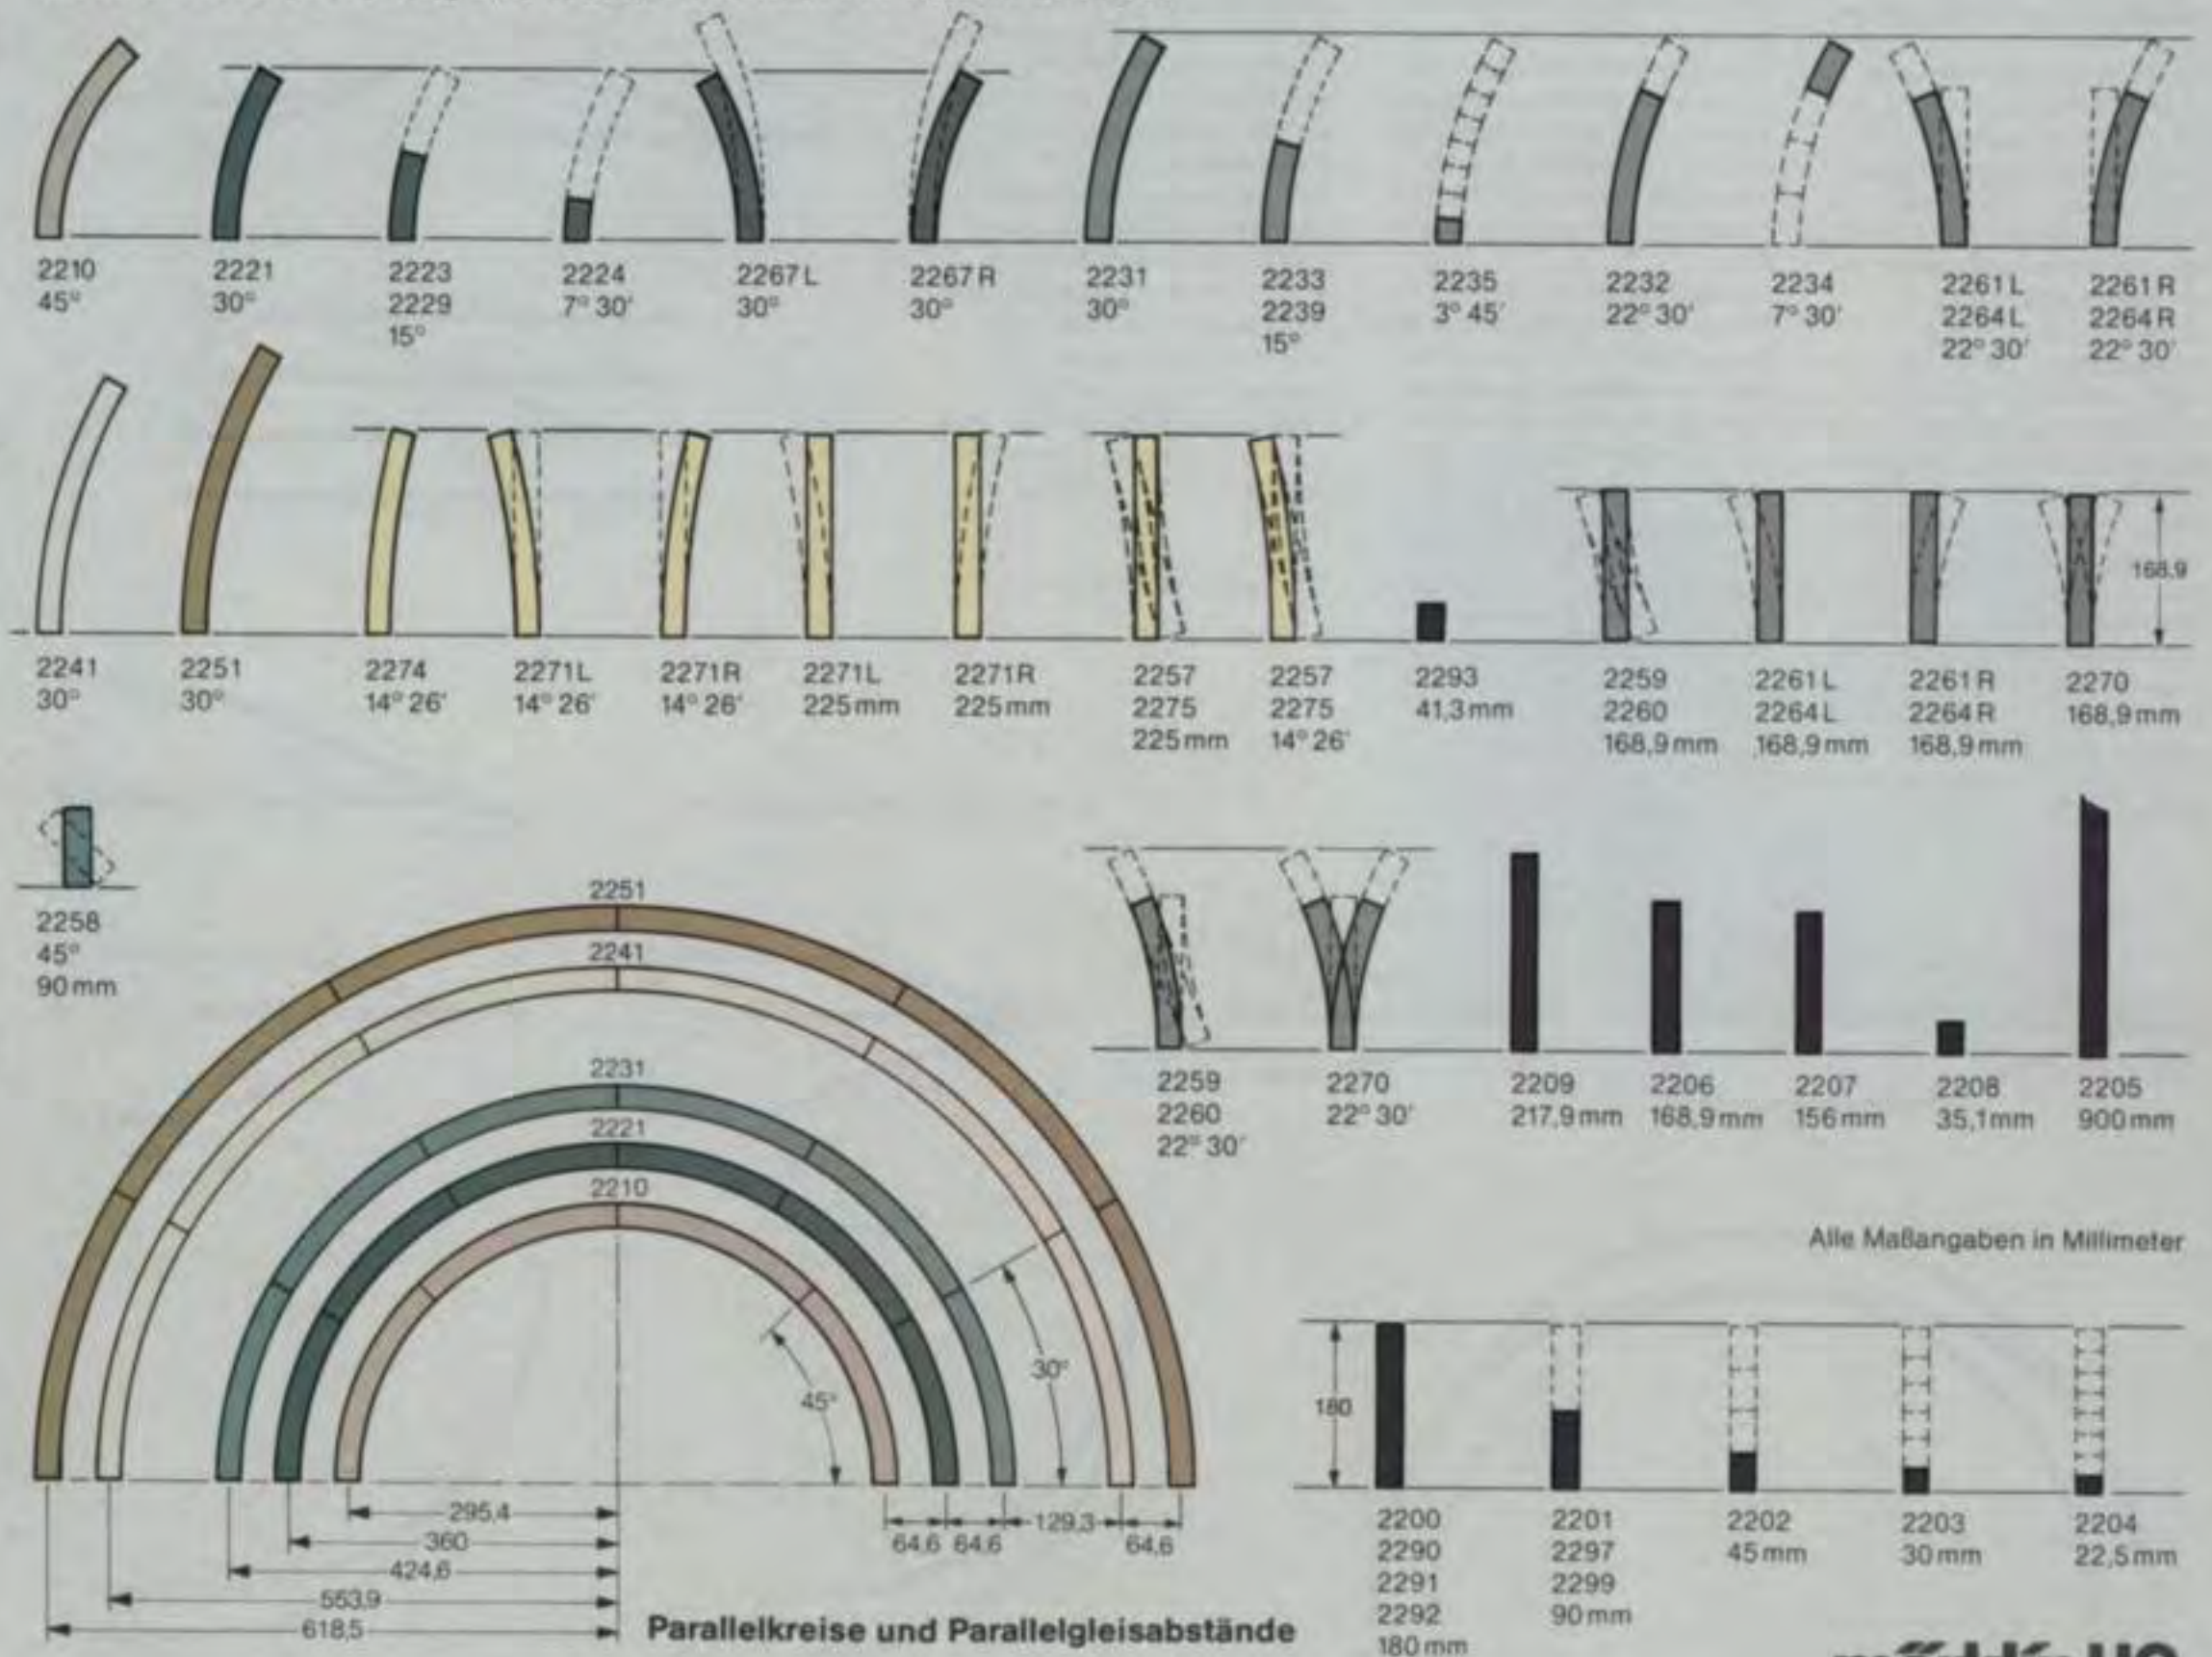 2210
45°
2221
30°
2223
2229
15°
2224
7° 30′
2267 L
30°
2267 R
30°
2231
30°
2233
2239
15°
2235
3° 45′
2232
22° 30′
2234
7° 30′
2261 L
2264 L
22° 30′
2261 R
2264 R
22° 30′
2241
30°
2251
30°
2274
14° 26′
2271L
14° 26′
2271R
14° 26′
2271L
225 mm
2271R
225 mm
2257
2275
225 mm
2257
2275
14° 26′
2293
41,3 mm
2259
2260
168,9 mm
2261 L
2264 L
168,9 mm
2261 R
2264 R
168,9 mm
2270
168,9 mm
168,9
2258
45°
90 mm
2251
2241
2231
2221
2210
45°
30°
295,4
360
424,6
553,9
618,5
64,6
64,6
129,3
64,6
Parallelkreise und Parallelgleisabstände
2259
2260
22° 30′
2270
22° 30′
2209
217,9 mm
2206
168,9 mm
2207
156 mm
2208
35,1 mm
2205
900 mm
Alle Maßangaben in Millimeter
180
2200
2290
2291
2292
180 mm
2201
2297
2299
90 mm
2202
45 mm
2203
30 mm
2204
22,5 mm